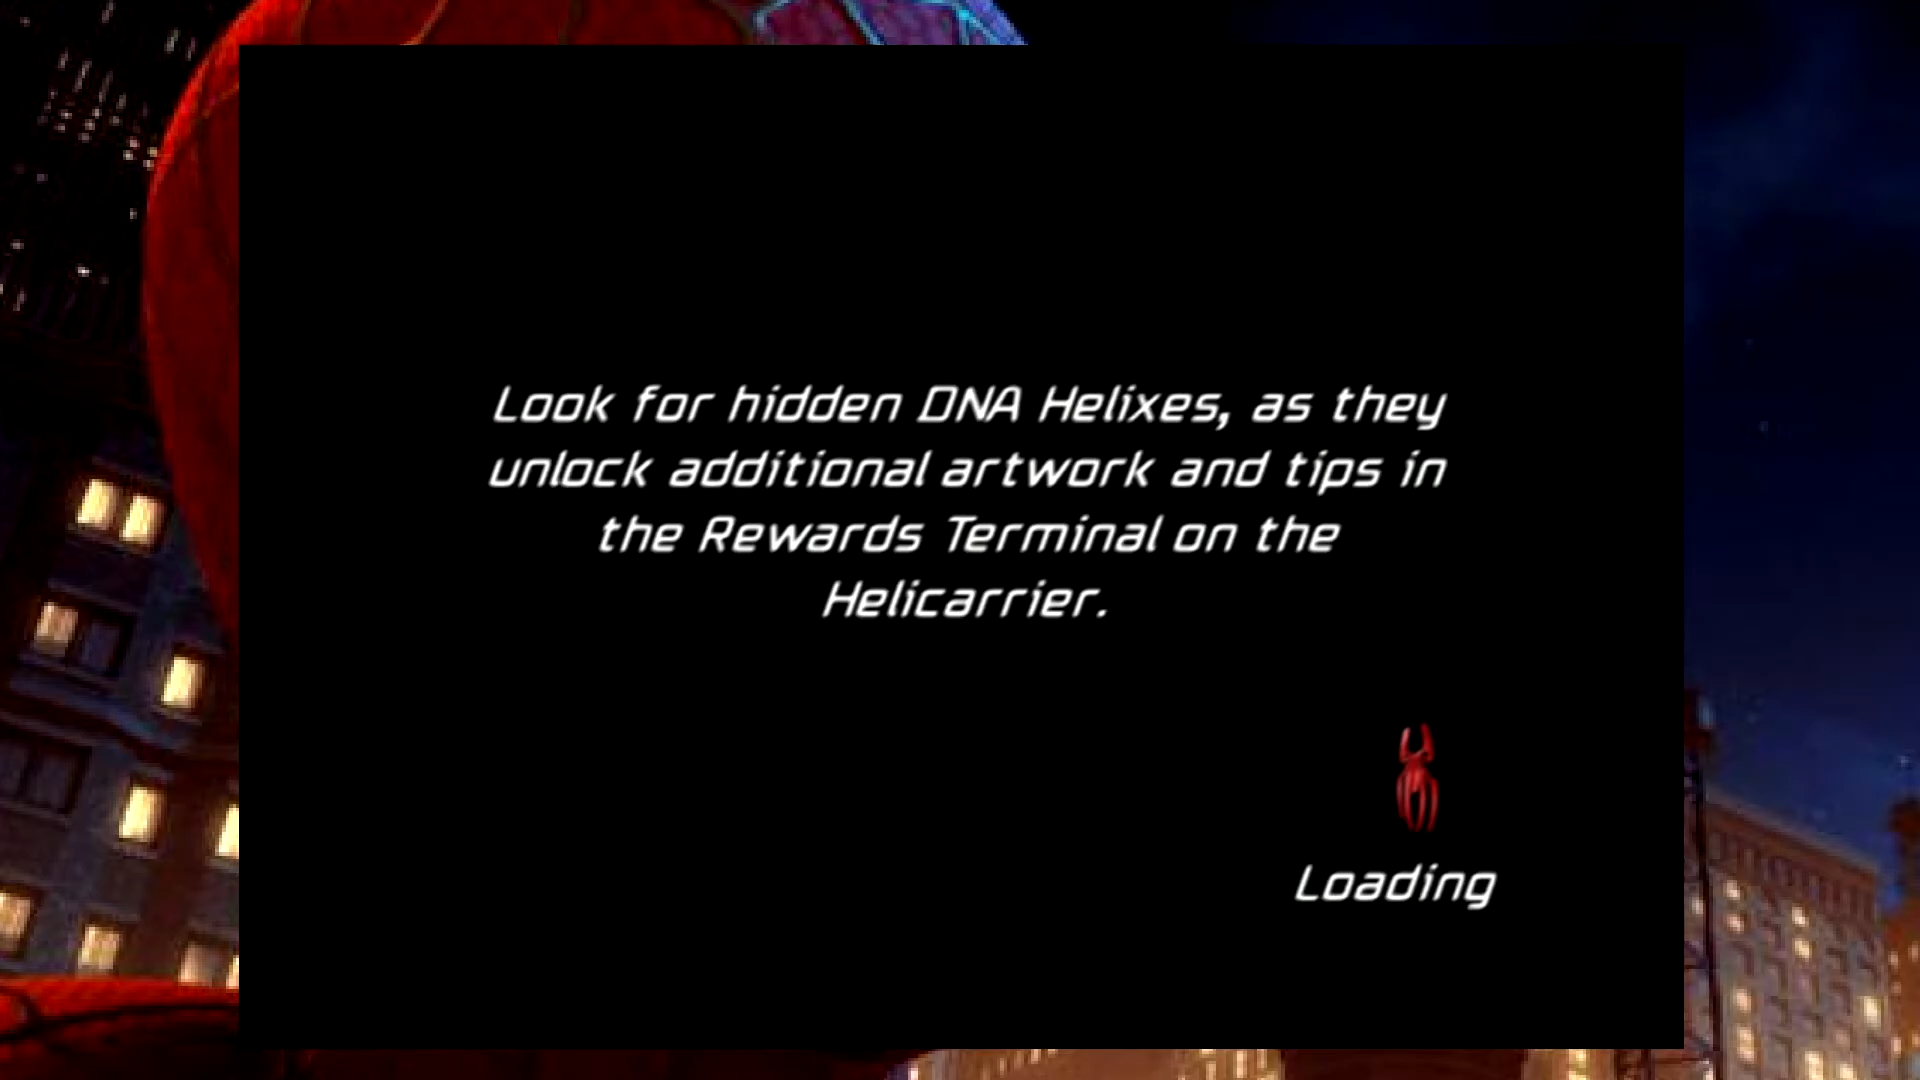 Look for hidden DNA Helixes, as they
unlock additional artwork and tips in
the Rewards Terminal on the
Helicarrier.
Loading